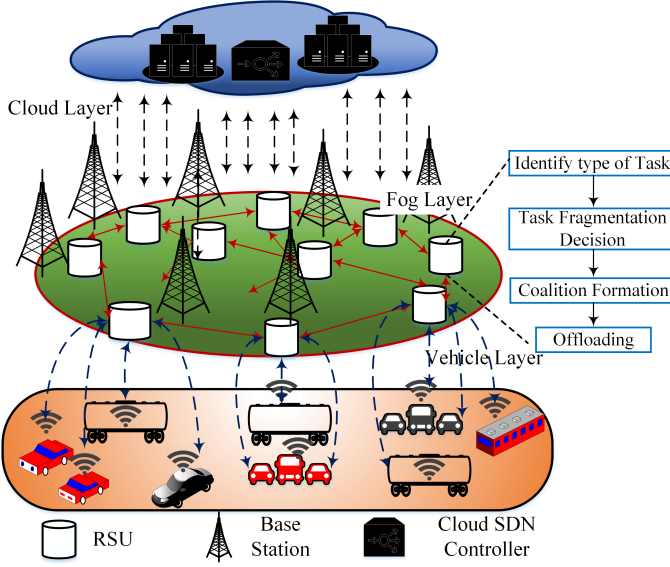 Cloud Layer
Fog Layer
Identify type of Task
Task Fragmentation
Decision
Coalition Formation
Offloading
Vehicle Layer
RSU
Base
Station
Cloud SDN
Controller